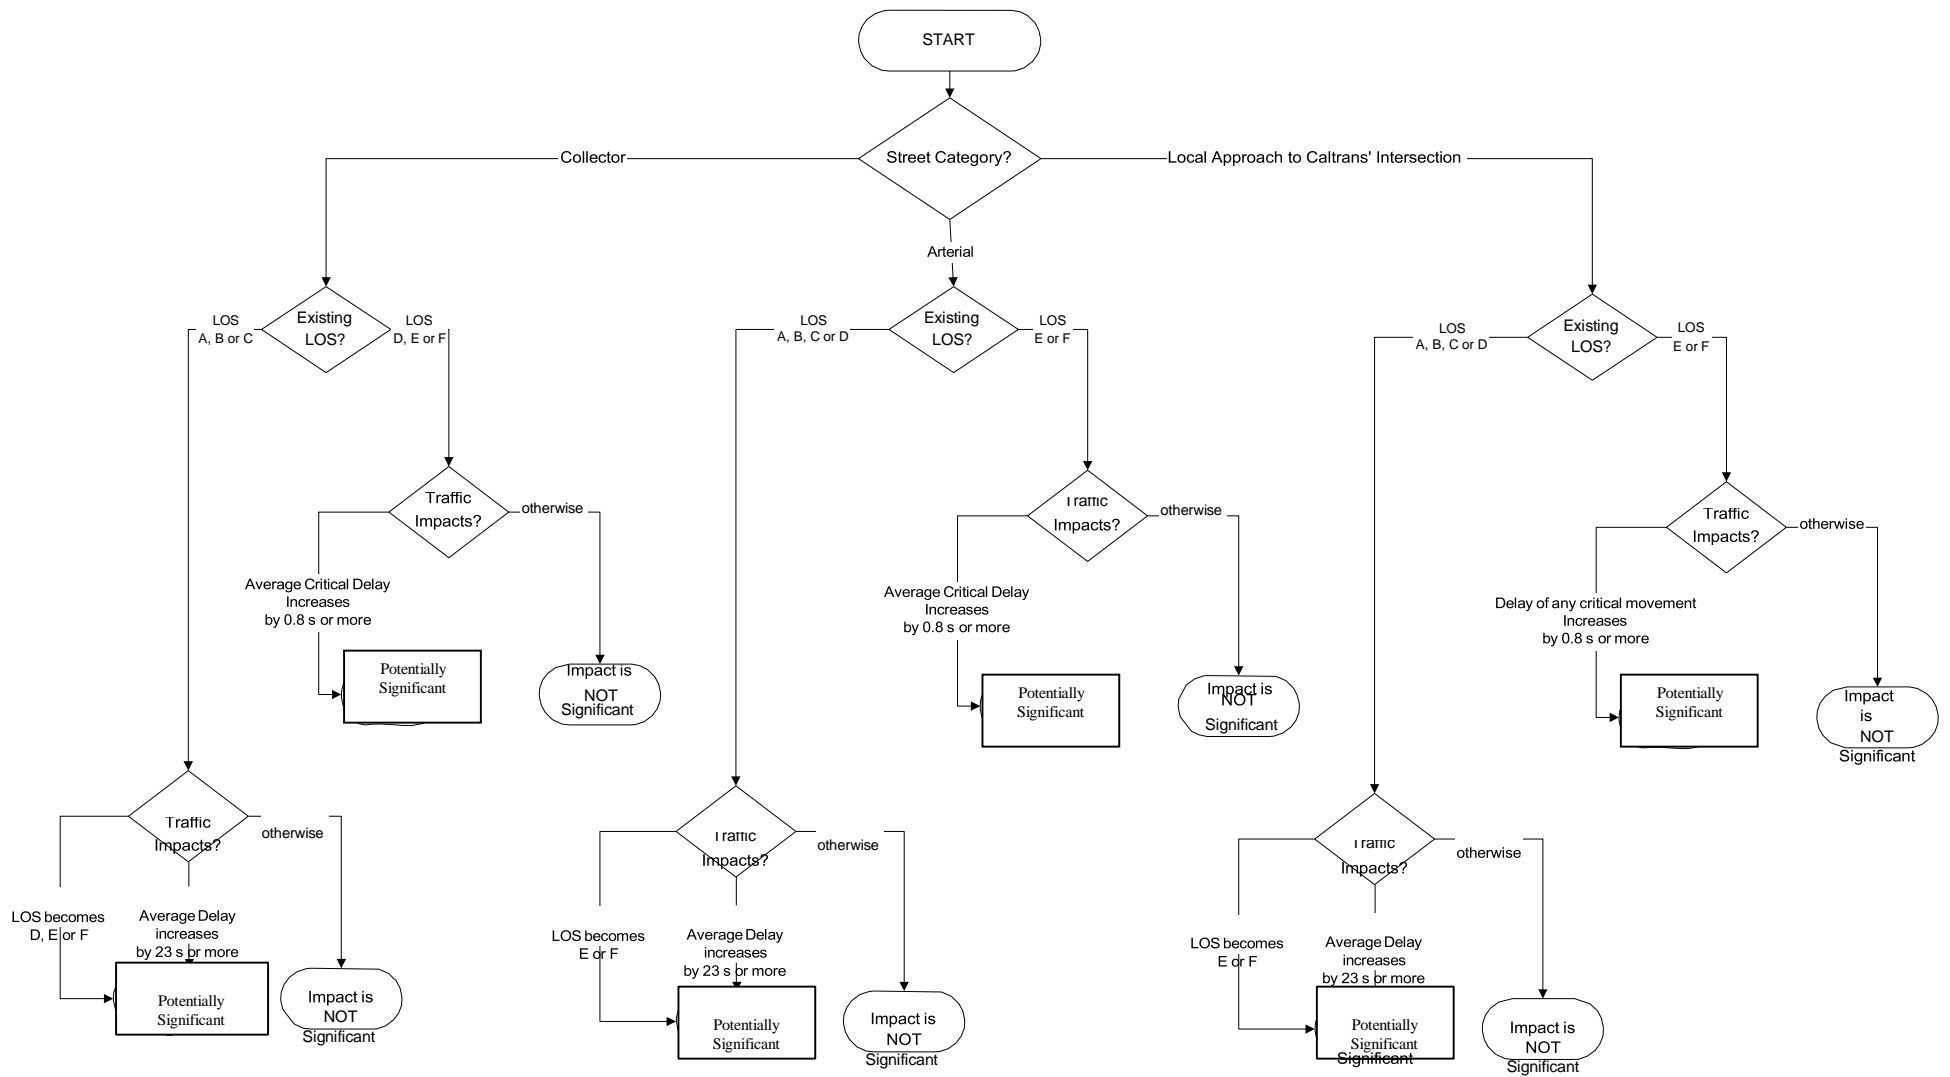 START
Street Category?
Collector
Local Approach to Caltrans' Intersection
Arterial
Existing
LOS?
LOS
A, B or C
LOS
D, E or F
Existing
LOS?
LOS
A, B, C or D
LOS
E or F
Existing
LOS?
LOS
A, B, C or D
LOS
E or F
Traffic
Impacts?
otherwise
Average Critical Delay
Increases
by 0.8 s or more
Potentially
Significant
Impact is
NOT
Significant
Traffic
Impacts?
otherwise
Average Critical Delay
Increases
by 0.8 s or more
Potentially
Significant
Impact is
NOT
Significant
Traffic
Impacts?
otherwise
Delay of any critical movement
Increases
by 0.8 s or more
Potentially
Significant
Impact
is
NOT
Significant
Traffic
Impacts?
otherwise
LOS becomes
D, E or F
Average Delay
increases
by 23 s or more
Potentially
Significant
Impact is
NOT
Significant
Traffic
Impacts?
otherwise
LOS becomes
E or F
Average Delay
increases
by 23 s or more
Potentially
Significant
Impact is
NOT
Significant
Traffic
Impacts?
otherwise
LOS becomes
E or F
Average Delay
increases
by 23 s or more
Potentially
Significant
Significant
Impact is
NOT
Significant